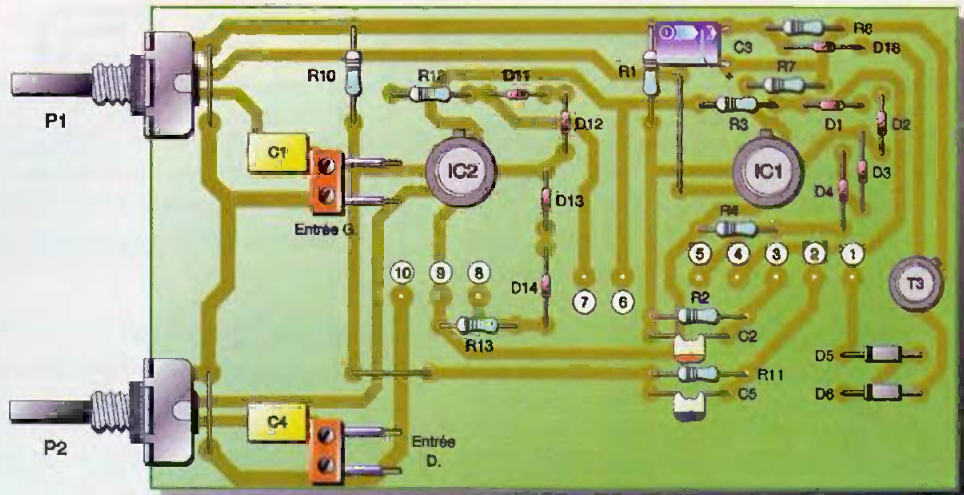 P1
R10
R12
D11
R1
C3
+
R8
D18
R7
R3
D1
D2
D12
C1
IC2
IC1
D3
D4
D13
Entrée G.
R4
10
9
8
7
6
5
4
3
2
1
T3
D14
R13
R2
C2
R11
C5
D5
D6
P2
C4
Entrée
D.